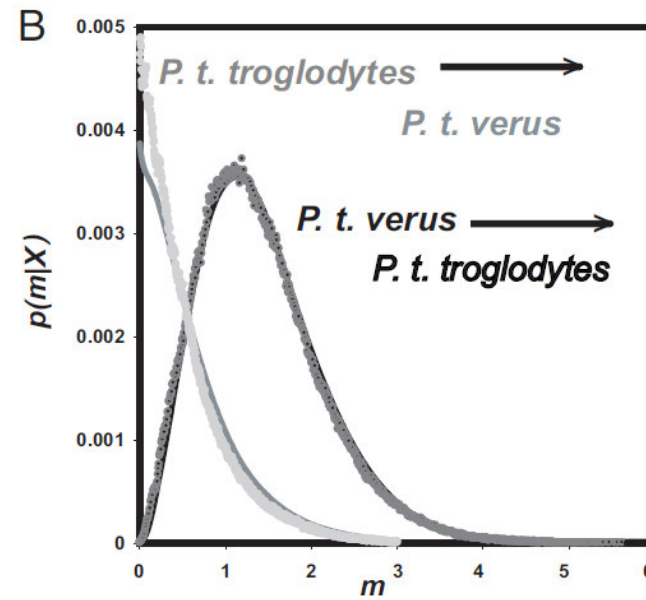 B
0.005
P. t. troglodytes
P. t. verus
0.004
P. t. verus
P. t. troglodytes
0.003
p(m|X)
0.002
0.001
0
0 1 2 3 4 5 6
m